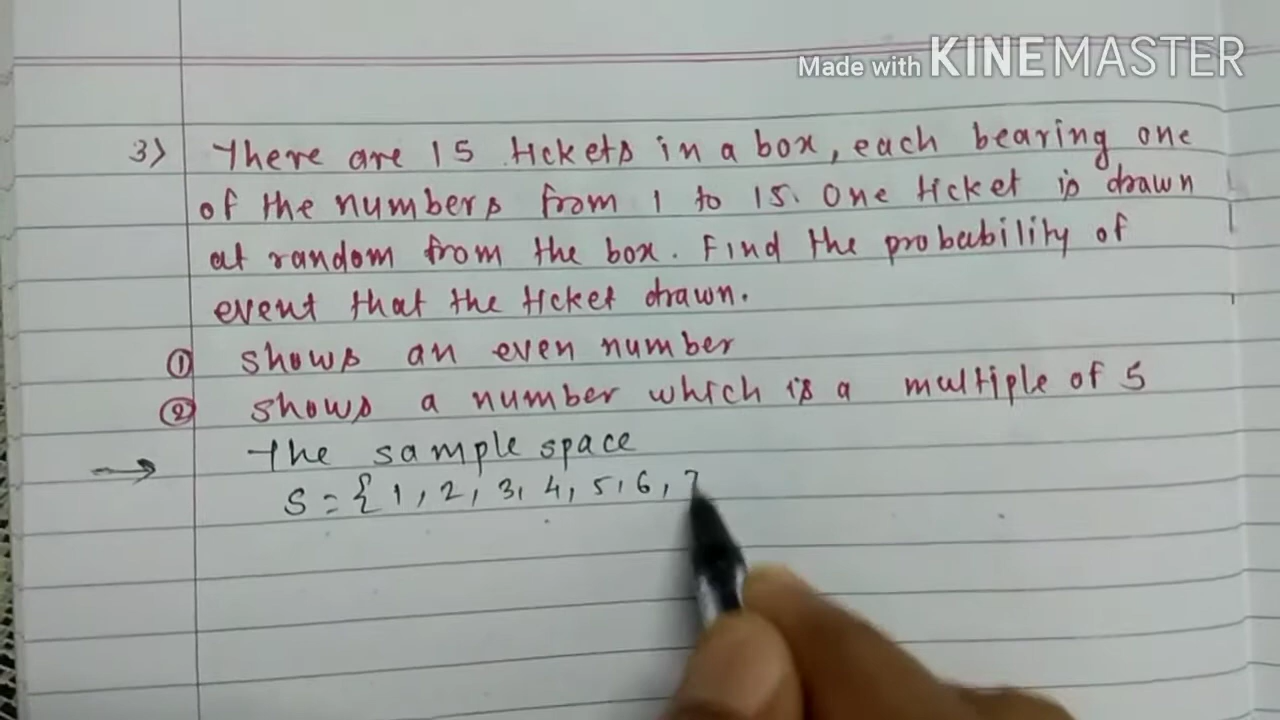 Made with KINEMASTER
3) There are 15 tickets in a box, each bearing one
of the numbers from 1 to 15. One ticket is drawn
at random from the box. Find the probability of
event that the ticket drawn.
① shows an even number
② shows a number which is a multiple of 5
→ The sample space
S = { 1, 2, 3, 4, 5, 6, 7